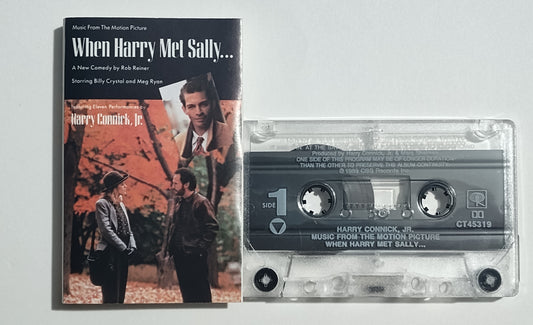 Music From The Motion Picture
When Harry Met Sally...
A New Comedy by Rob Reiner
Starring Billy Crystal and Meg Ryan
Featuring Eleven Performances by
Harry Connick, Jr.
Produced by Harry Connick, Jr. & Marc Shaiman
ONE SIDE OF THIS PROGRAM MAY BE OF LONGER DURATION
THAN THE OTHER TO PRESERVE THE ALBUM CONTINUITY.
© 1989 CBS Records Inc.
SIDE 1
CT45319
HARRY CONNICK, JR.
MUSIC FROM THE MOTION PICTURE
WHEN HARRY MET SALLY...